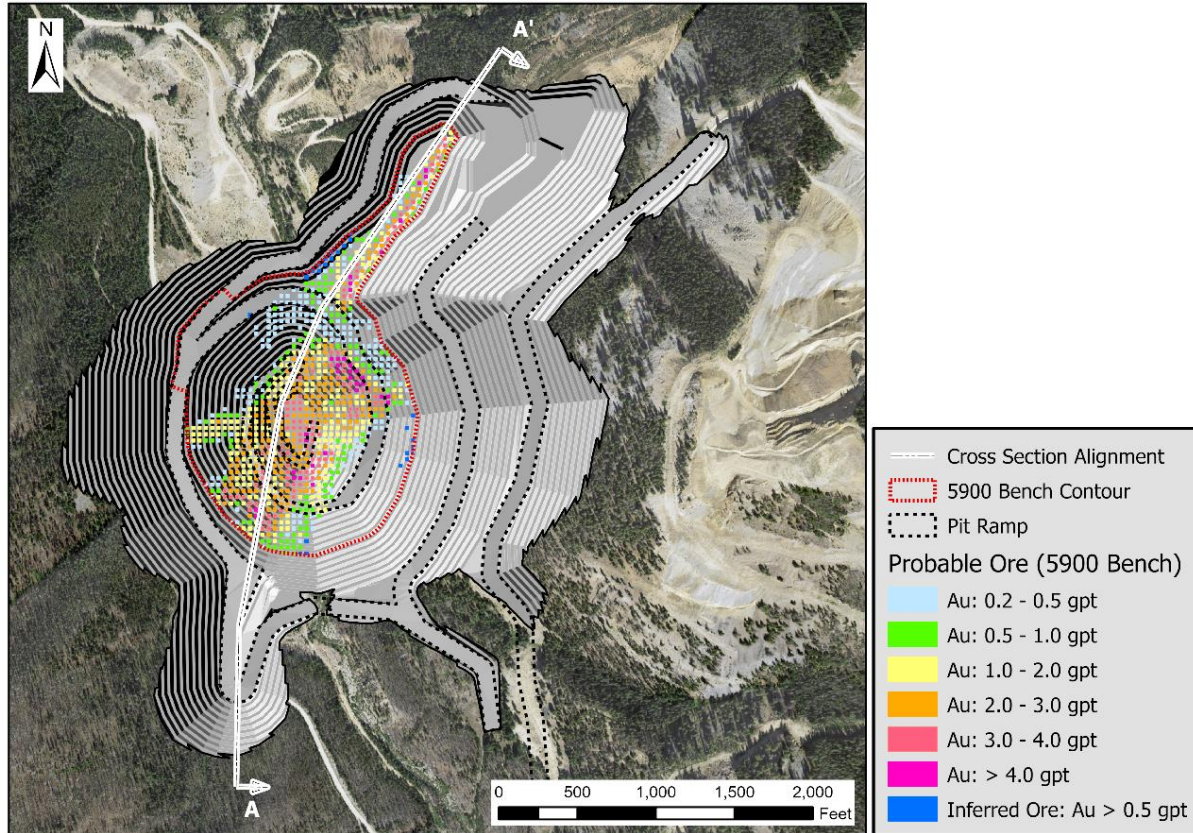 N
A'
A
0 500 1,000 1,500 2,000
Feet
Cross Section Alignment
5900 Bench Contour
Pit Ramp
Probable Ore (5900 Bench)
Au: 0.2 - 0.5 gpt
Au: 0.5 - 1.0 gpt
Au: 1.0 - 2.0 gpt
Au: 2.0 - 3.0 gpt
Au: 3.0 - 4.0 gpt
Au: > 4.0 gpt
Inferred Ore: Au > 0.5 gpt